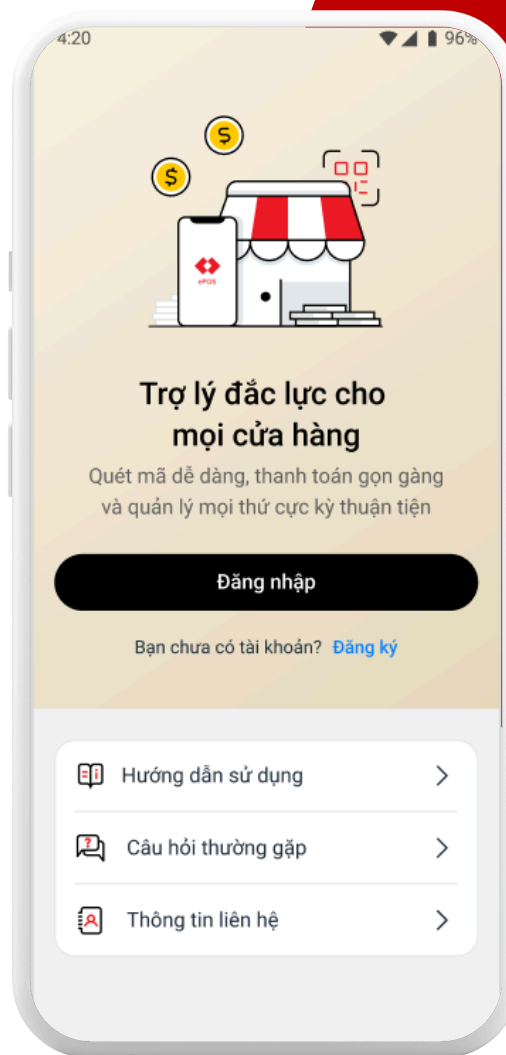 4:20
96%
ePOS
Trợ lý đắc lực cho
mọi cửa hàng
Quét mã dễ dàng, thanh toán gọn gàng
và quản lý mọi thứ cực kỳ thuận tiện
Đăng nhập
Bạn chưa có tài khoản? Đăng ký
Hướng dẫn sử dụng
Câu hỏi thường gặp
Thông tin liên hệ